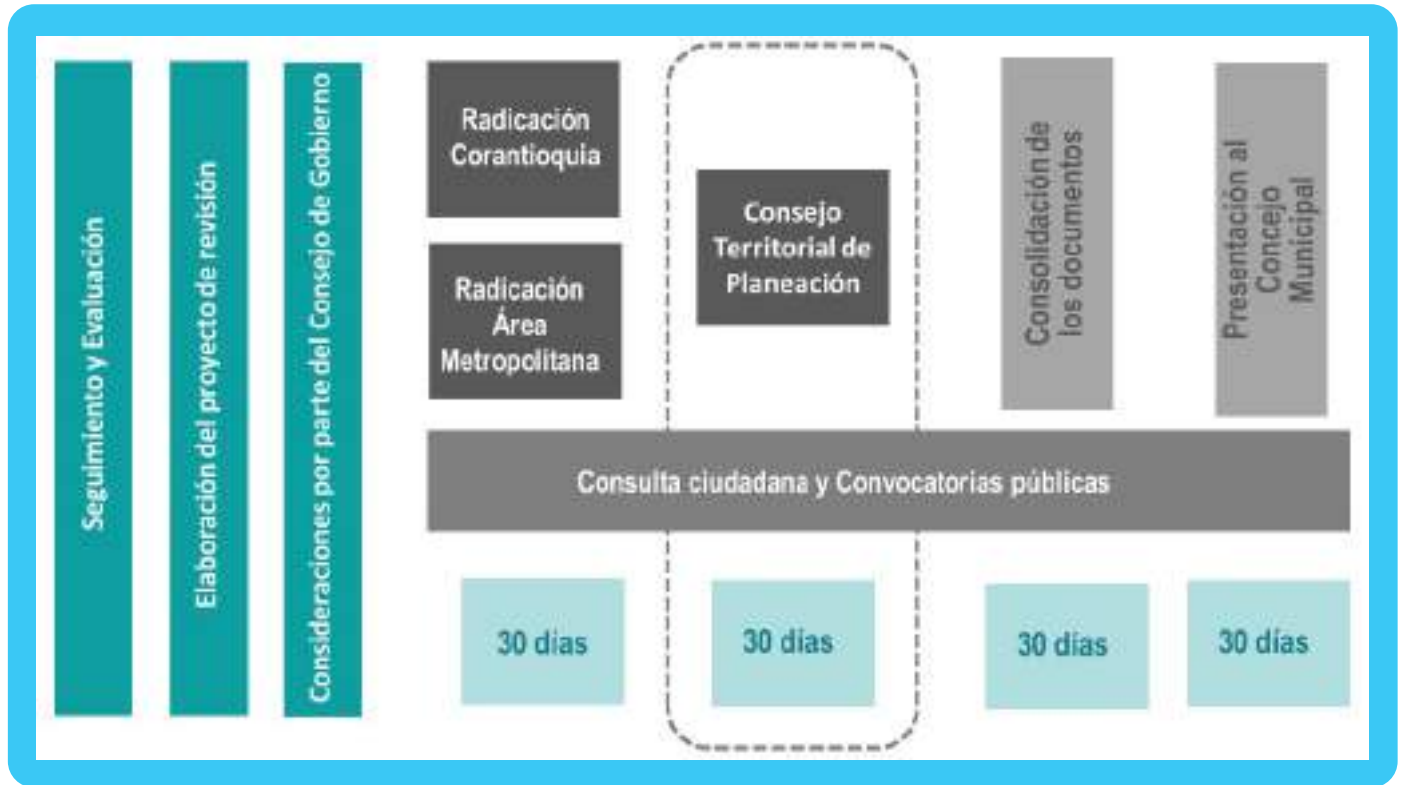 Seguimiento y Evaluación
Elaboración del proyecto de revisión
Consideraciones por parte del Consejo de Gobierno
Radicación
Corantioquia
Radicación
Área
Metropolitana
Consejo
Territorial de
Planeación
Consolidación de
los documentos
Presentación al
Concejo
Municipal
Consulta ciudadana y Convocatorias públicas
30 días
30 días
30 días
30 días